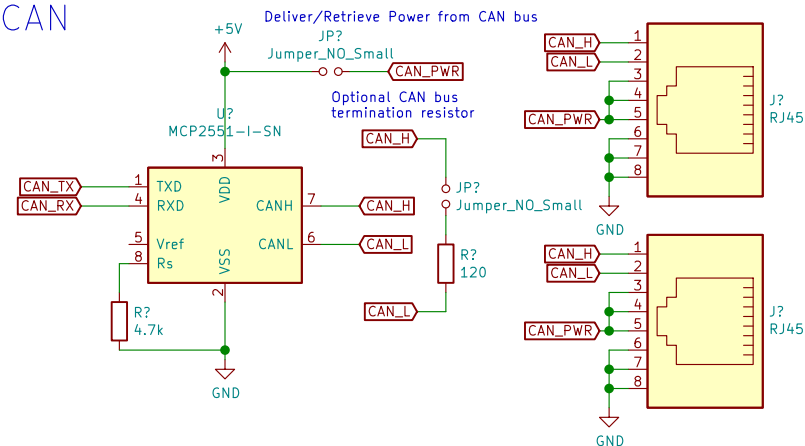 CAN
Deliver/Retrieve Power from CAN bus
+5V
JP?
Jumper_NO_Small
CAN_PWR
Optional CAN bus
termination resistor
U?
MCP2551-I-SN
CAN_H
3
VDD
CAN_TX
1
TXD
CAN_RX
4
RXD
CANH
7
CAN_H
5
Vref
CANL
6
CAN_L
8
Rs
VSS
2
JP?
Jumper_NO_Small
R?
120
CAN_L
R?
4.7k
GND
CAN_H
1
CAN_L
2
3
4
CAN_PWR
5
6
7
8
J?
RJ45
GND
CAN_H
1
CAN_L
2
3
4
CAN_PWR
5
6
7
8
J?
RJ45
GND